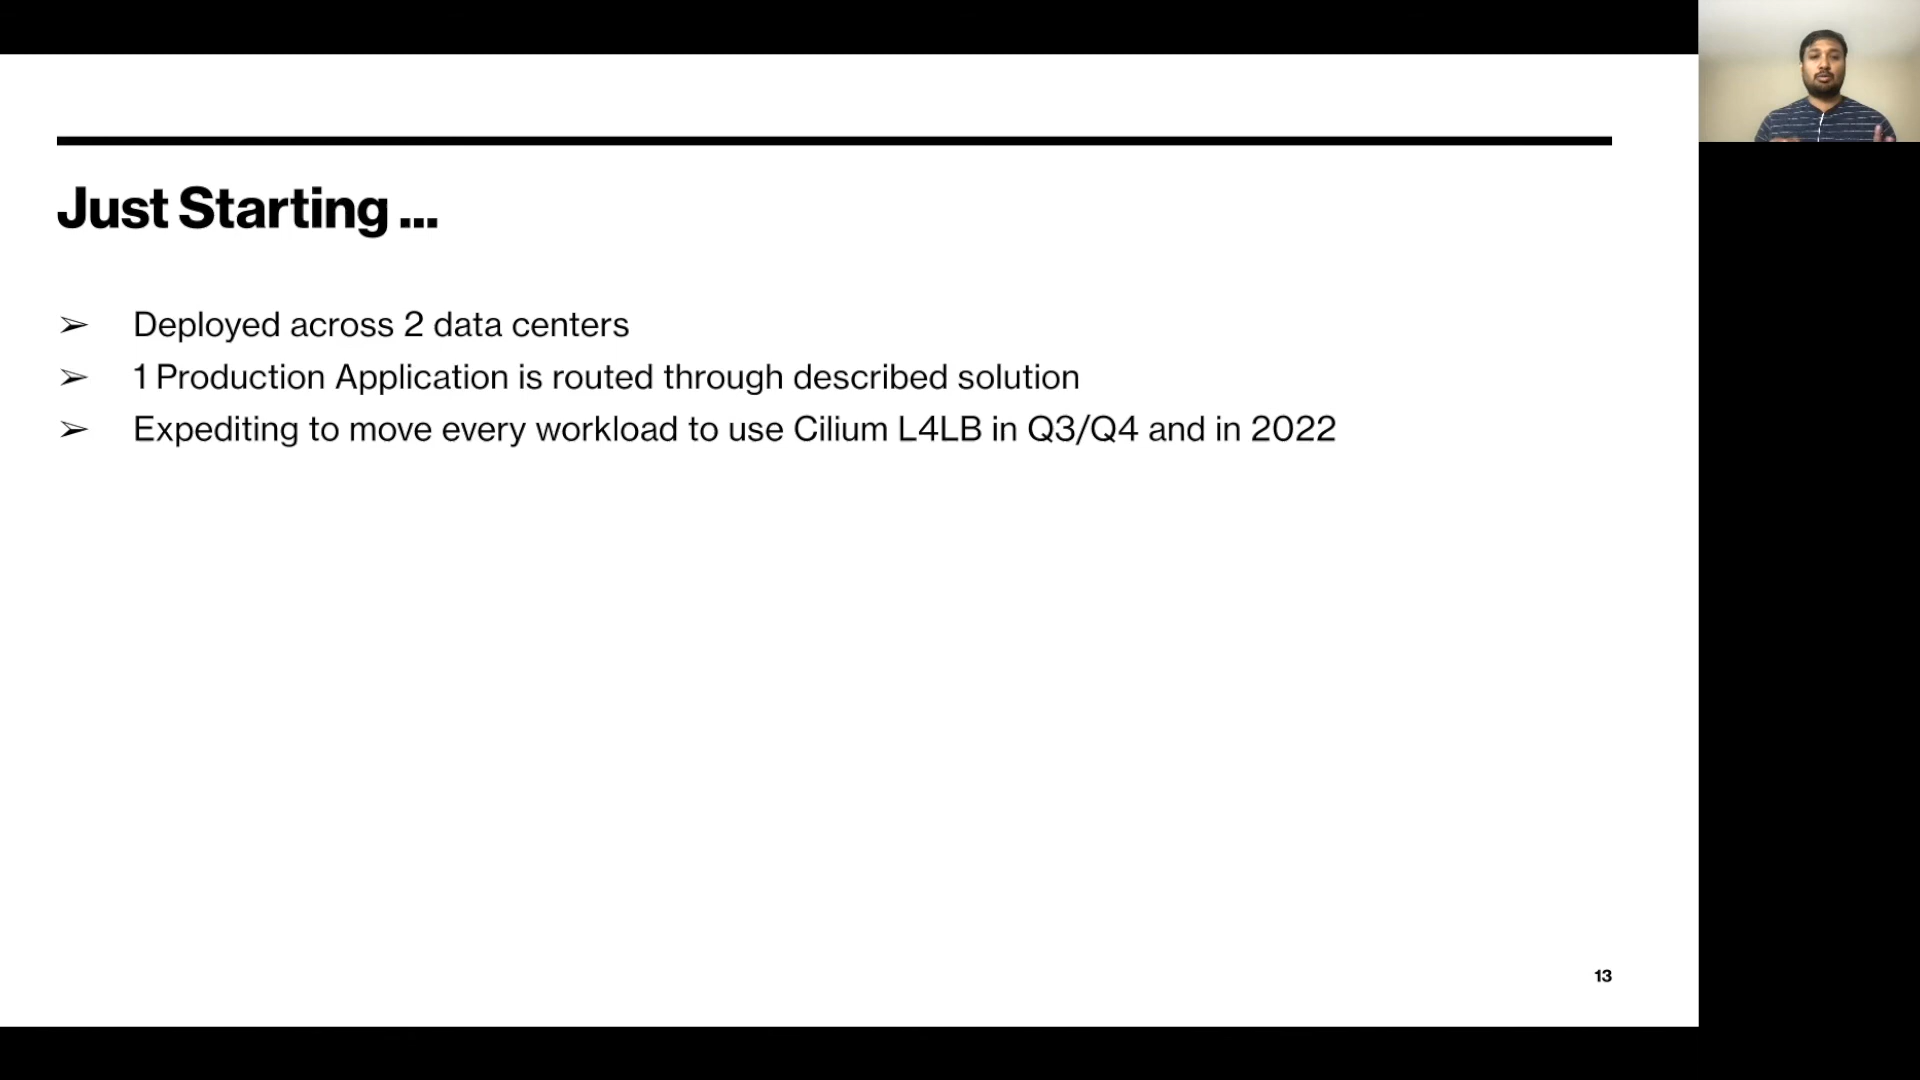 Just Starting ...
➢ Deployed across 2 data centers
➢ 1 Production Application is routed through described solution
➢ Expediting to move every workload to use Cilium L4LB in Q3/Q4 and in 2022
13